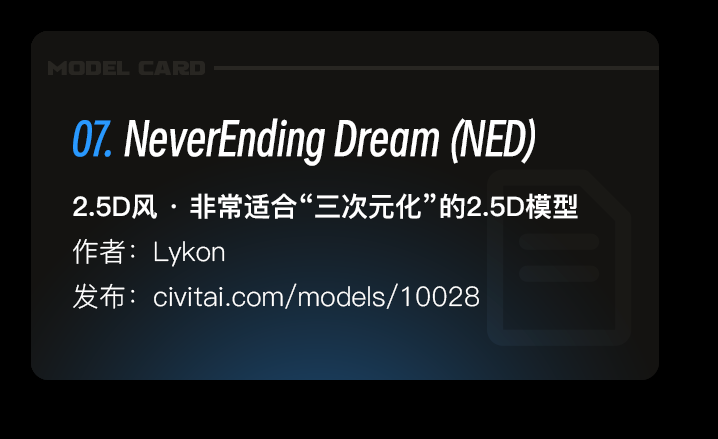 MODEL CARD
07. NeverEnding Dream (NED)
2.5D风 · 非常适合“三次元化”的2.5D模型
作者：Lykon
发布：civitai.com/models/10028